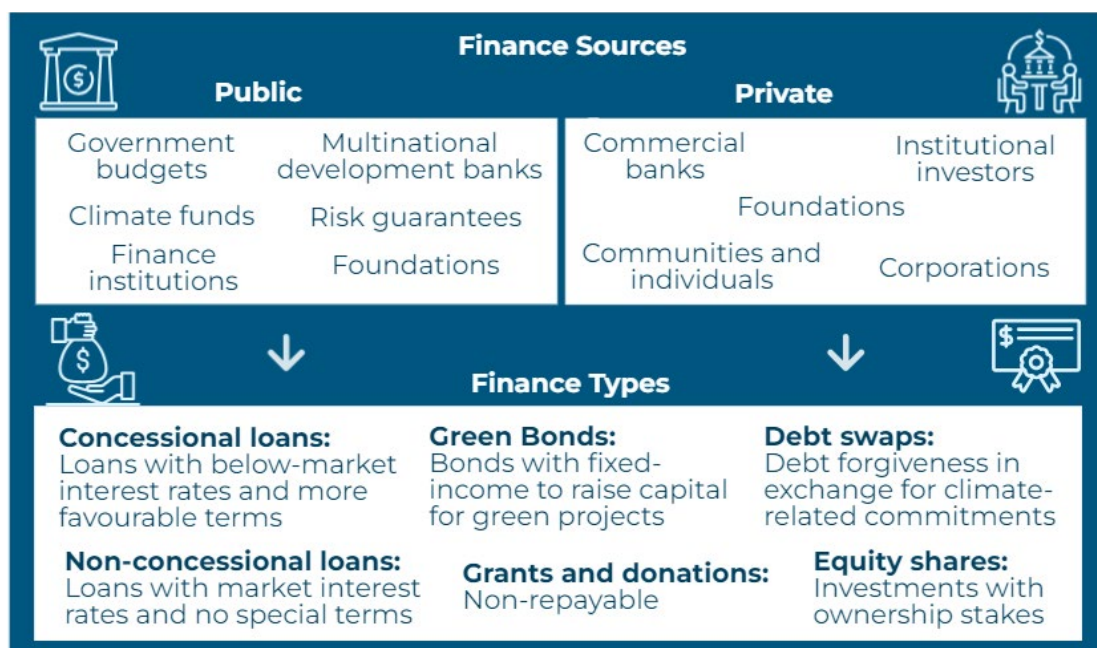 Finance Sources
Public
Private
Government
budgets
Multinational
development banks
Climate funds
Risk guarantees
Finance
institutions
Foundations
Commercial
banks
Institutional
investors
Foundations
Communities and
individuals
Corporations
Finance Types
Concessional loans:
Loans with below-market
interest rates and more
favourable terms
Green Bonds:
Bonds with fixed-
income to raise capital
for green projects
Debt swaps:
Debt forgiveness in
exchange for climate-
related commitments
Non-concessional loans:
Loans with market interest
rates and no special terms
Grants and donations:
Non-repayable
Equity shares:
Investments with
ownership stakes